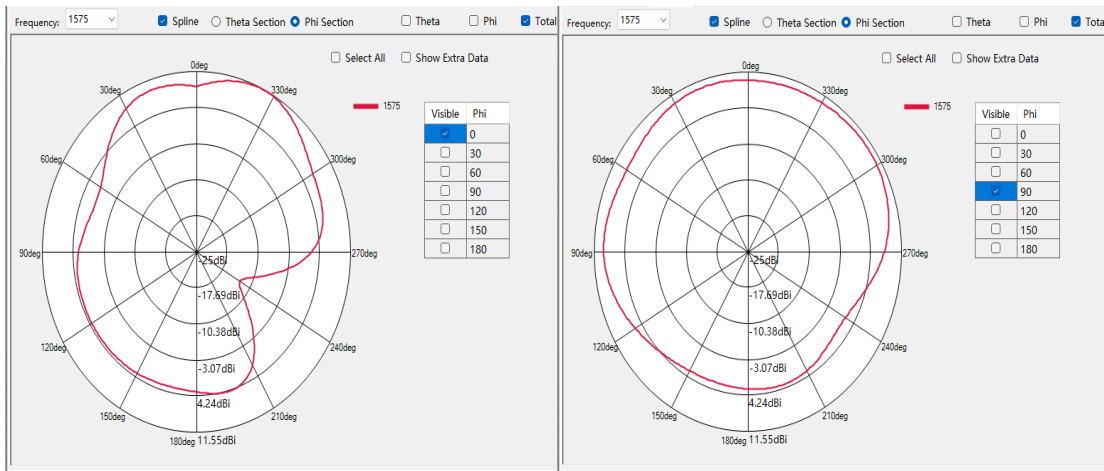 Frequency: 1575 Spline Theta Section Phi Section Theta Phi Total
Select All Show Extra Data
0deg
30deg 330deg
1575
60deg 300deg
90deg 270deg
-25dBi
-17.69dBi
-10.38dBi
120deg 240deg
-3.07dBi
4.24dBi
150deg 210deg
180deg 11.55dBi
Visible Phi
0
30
60
90
120
150
180
Frequency: 1575 Spline Theta Section Phi Section Theta Phi Total
Select All Show Extra Data
0deg
30deg 330deg
1575
60deg 300deg
90deg 270deg
-25dBi
-17.69dBi
-10.38dBi
120deg 240deg
-3.07dBi
4.24dBi
150deg 210deg
180deg 11.55dBi
Visible Phi
0
30
60
90
120
150
180